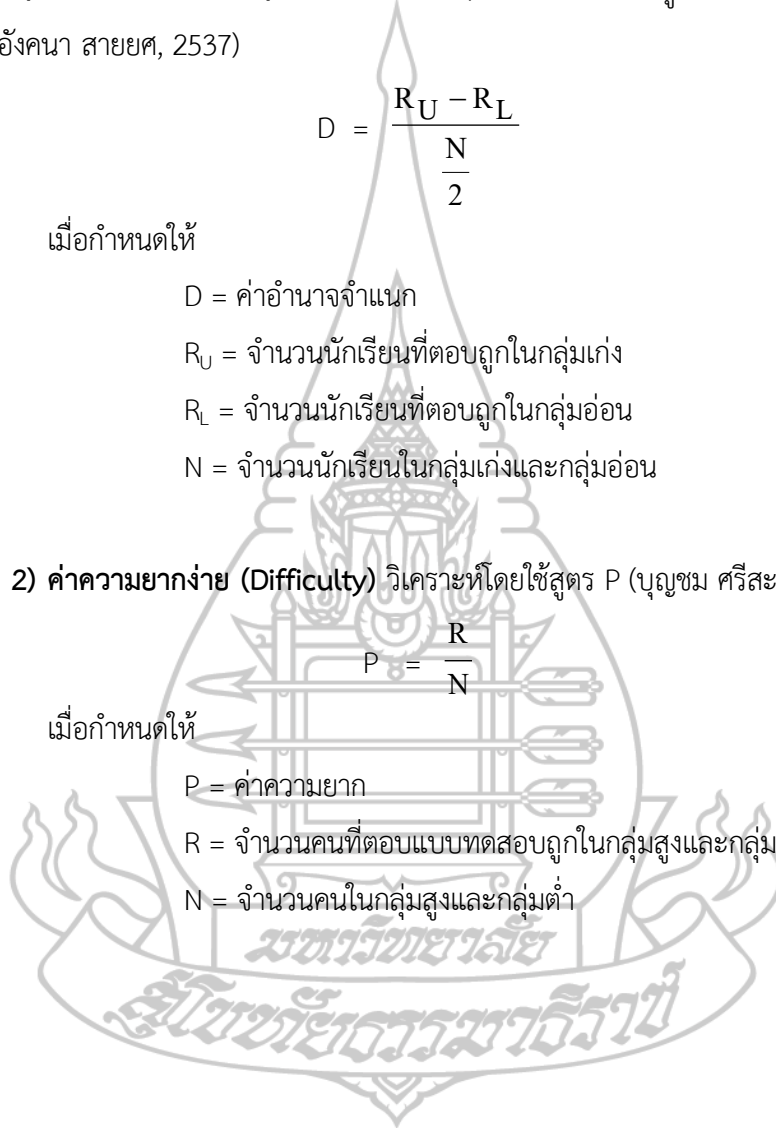 อังคนา สายยศ, 2537)
D = (R_U − R_L) / (N/2)
เมื่อกำหนดให้
D = ค่าอำนาจจำแนก
R_U = จำนวนนักเรียนที่ตอบถูกในกลุ่มเก่ง
R_L = จำนวนนักเรียนที่ตอบถูกในกลุ่มอ่อน
N = จำนวนนักเรียนในกลุ่มเก่งและกลุ่มอ่อน
2) ค่าความยากง่าย (Difficulty) วิเคราะห์โดยใช้สูตร P (บุญชม ศรีสะ
P = R / N
เมื่อกำหนดให้
P = ค่าความยาก
R = จำนวนคนที่ตอบแบบทดสอบถูกในกลุ่มสูงและกลุ่ม
N = จำนวนคนในกลุ่มสูงและกลุ่มต่ำ
มหาวิทยาลัย
สุโขทัยธรรมาธิราช